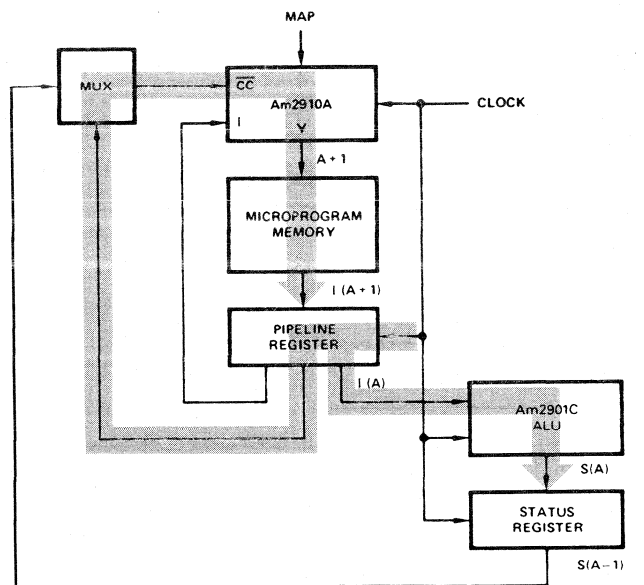 MAP
MUX
CC
Am2910A
CLOCK
I
Y
A + 1
MICROPROGRAM
MEMORY
I (A + 1)
PIPELINE
REGISTER
I (A)
Am2901C
ALU
S(A)
STATUS
REGISTER
S(A-1)